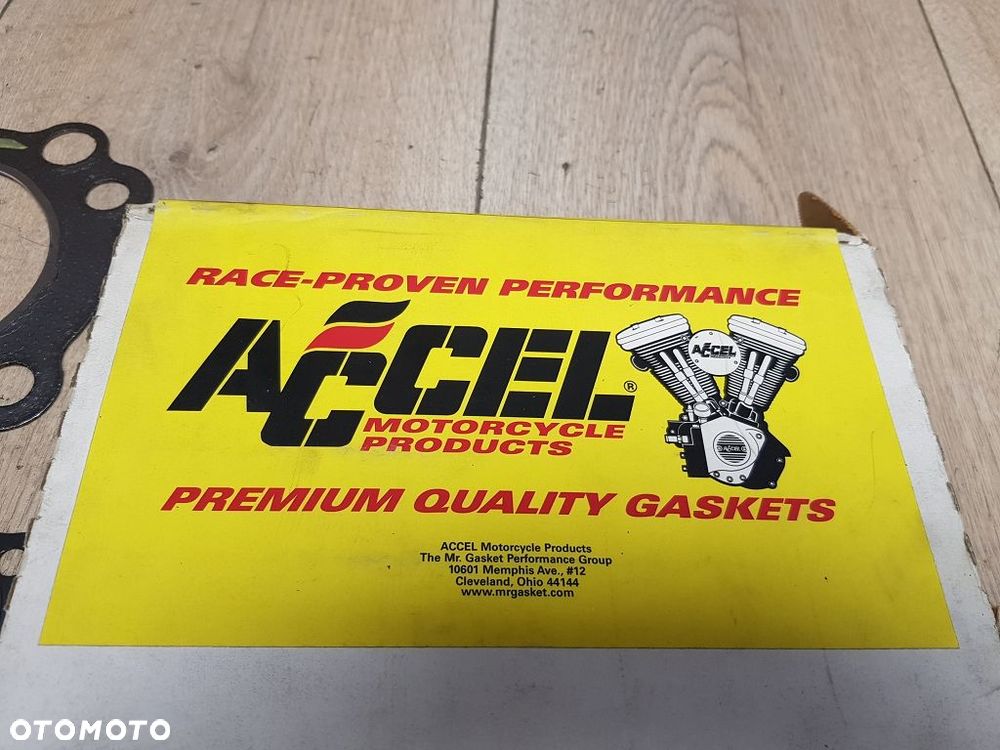 RACE-PROVEN PERFORMANCE
ACCEL®
MOTORCYCLE
PRODUCTS
ACCEL
ACCEL
PREMIUM QUALITY GASKETS
ACCEL Motorcycle Products
The Mr. Gasket Performance Group
10601 Memphis Ave., #12
Cleveland, Ohio 44144
www.mrgasket.com
OTOMOTO